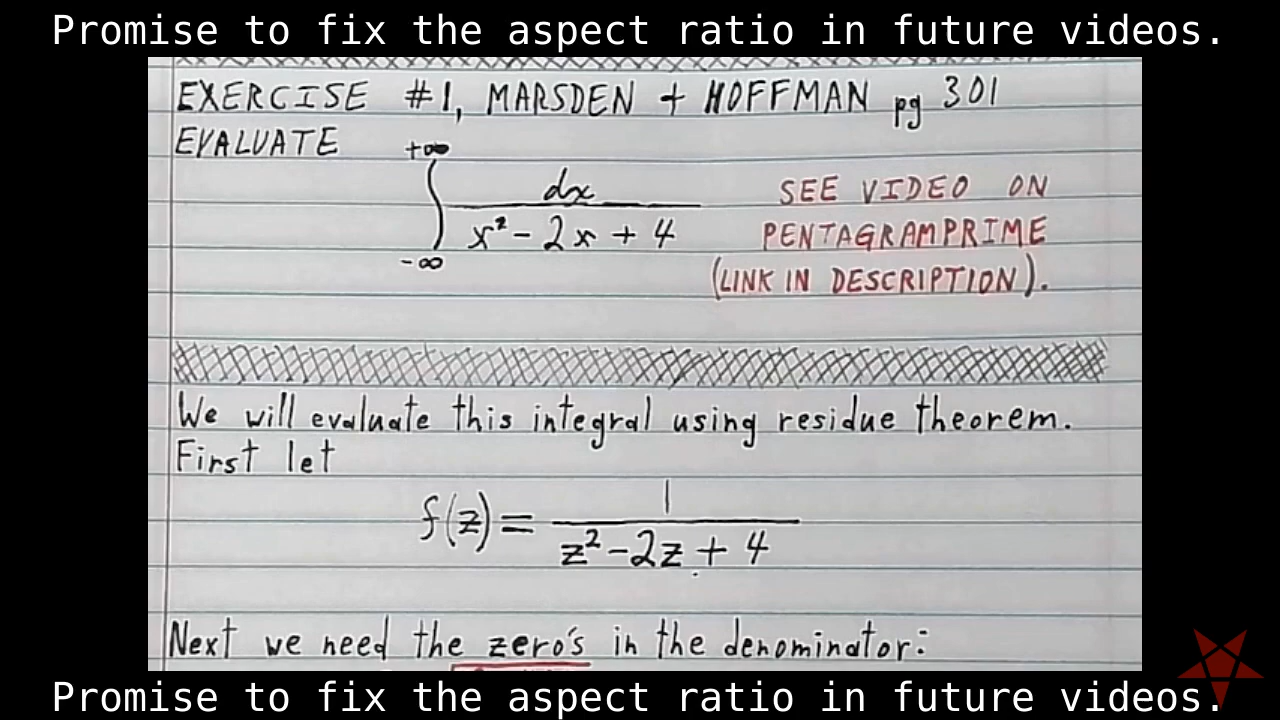 Promise to fix the aspect ratio in future videos.
EXERCISE #1, MARSDEN + HOFFMAN pg 301
EVALUATE
+∞
∫ dx / (x² - 2x + 4)
-∞
SEE VIDEO ON
PENTAGRAMPRIME
(LINK IN DESCRIPTION).
We will evaluate this integral using residue theorem.
First let
f(z) = 1 / (z² - 2z + 4)
Next we need the zero's in the denominator:
Promise to fix the aspect ratio in future videos.